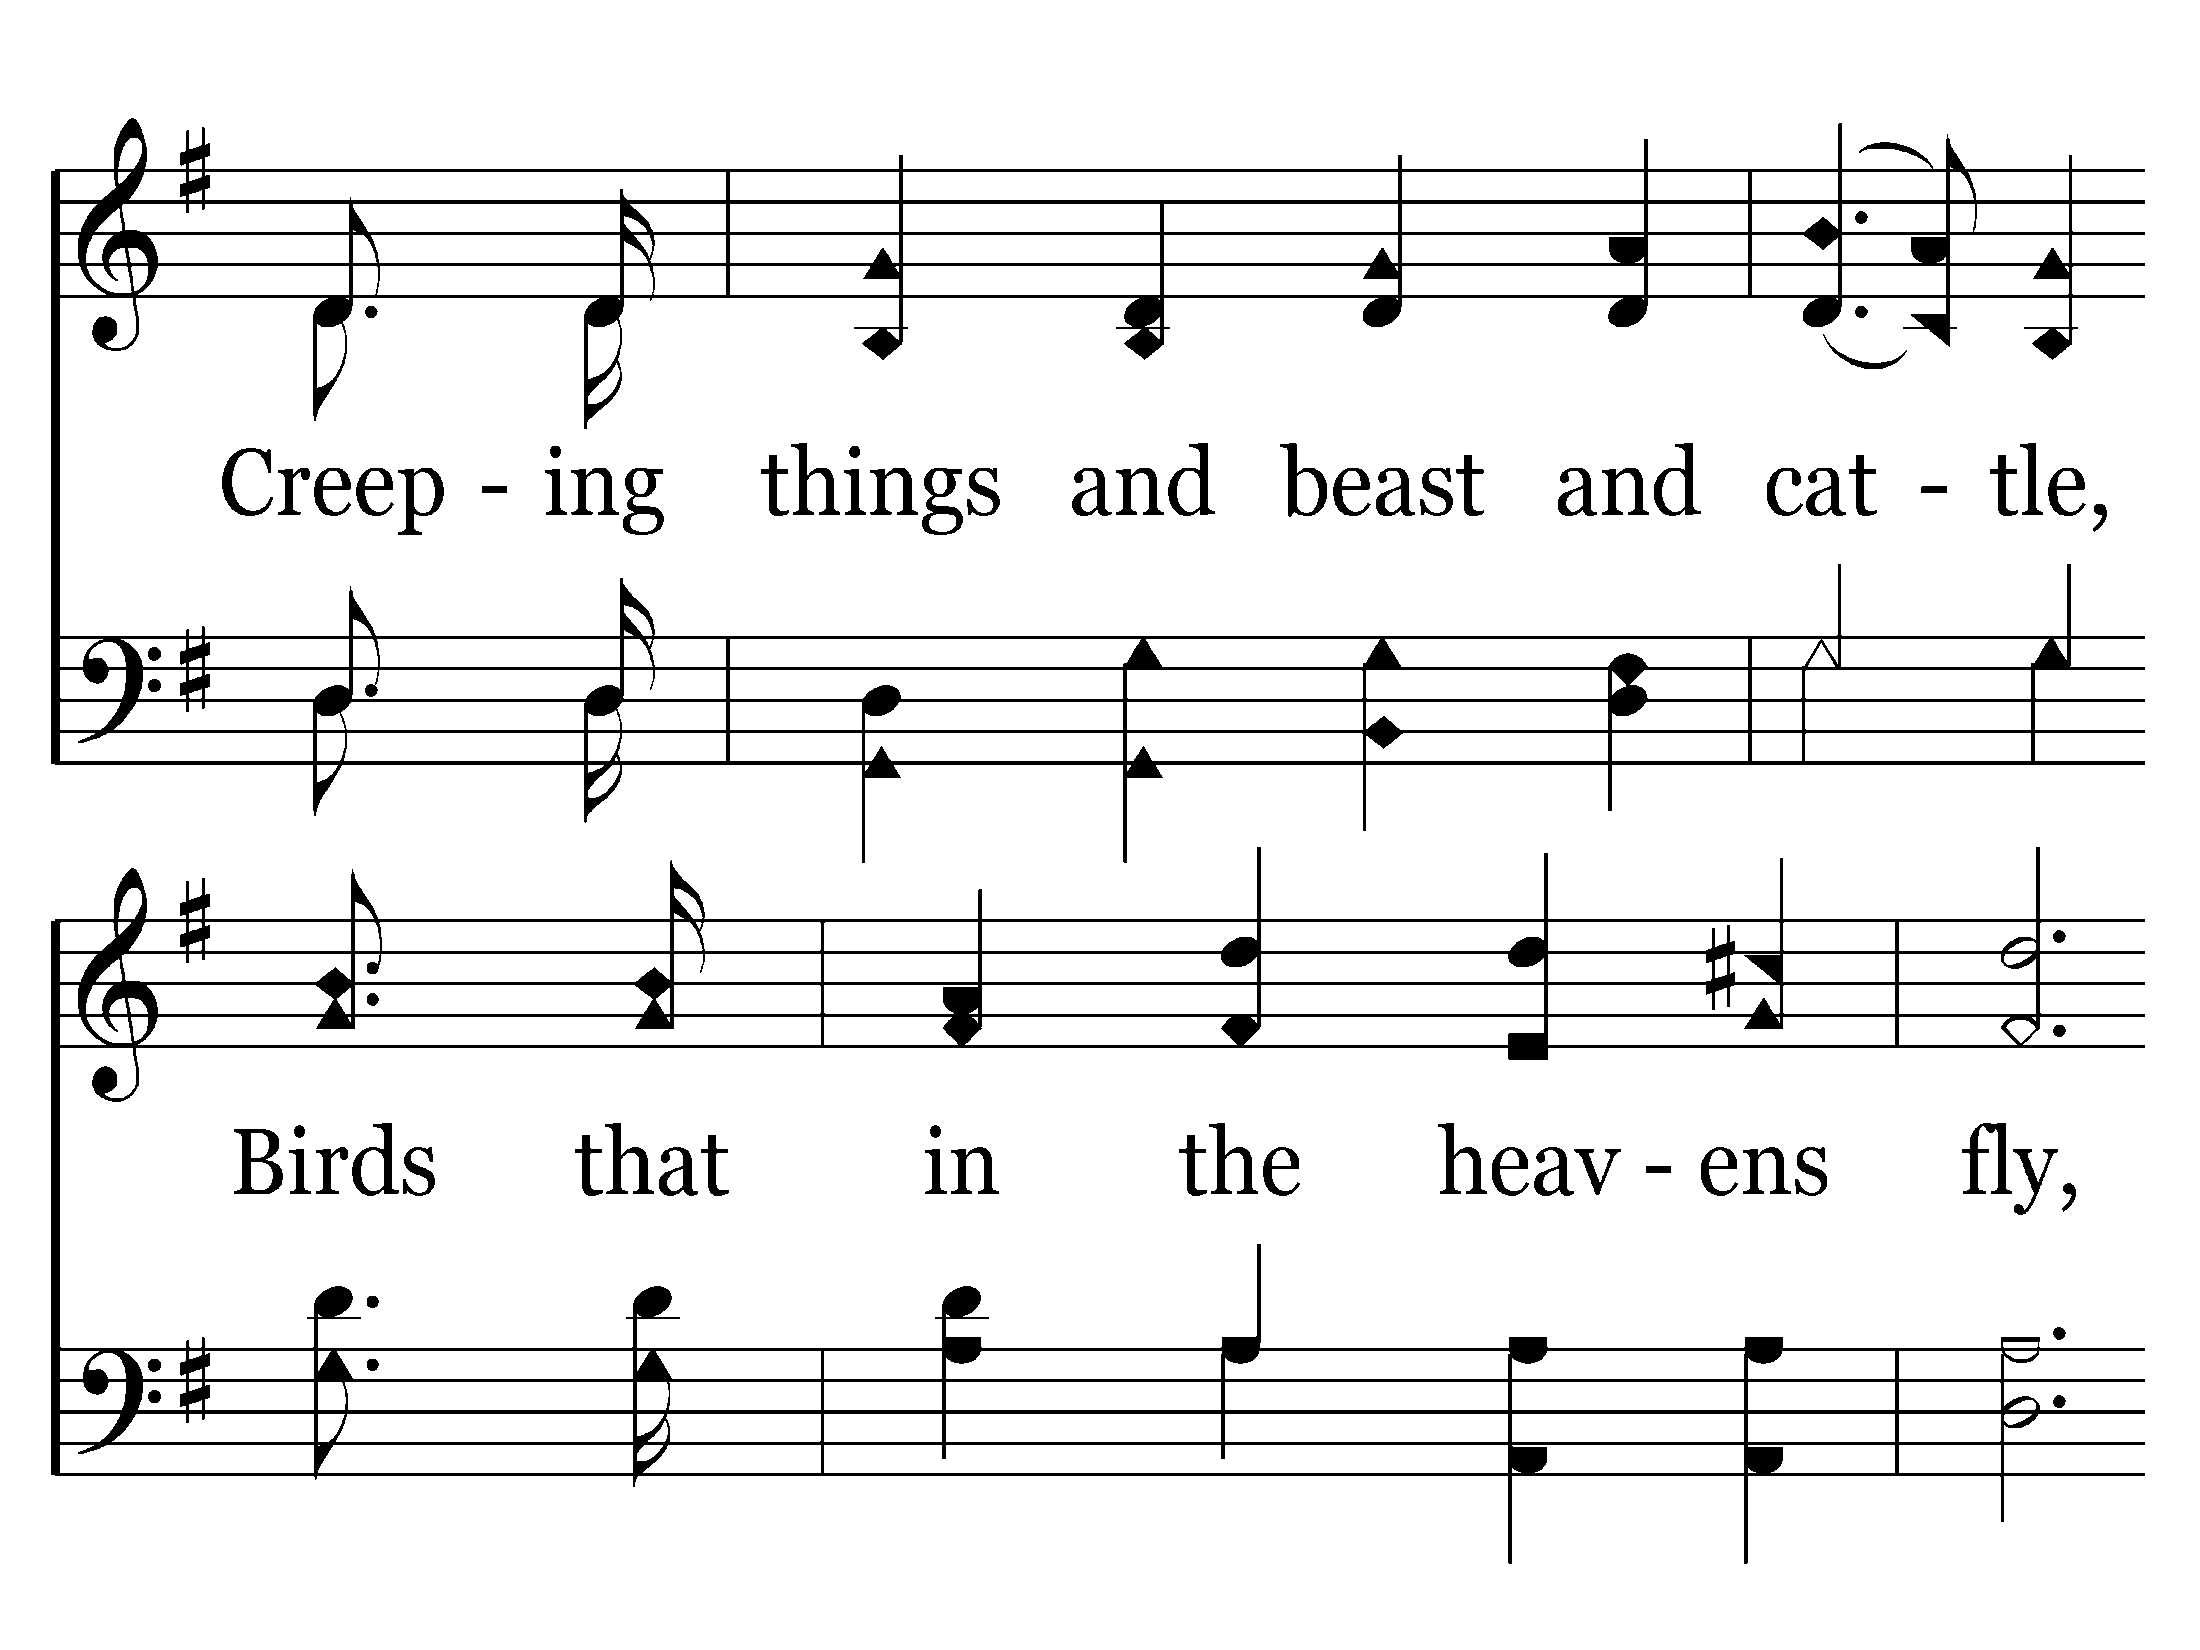 Creep - ing things and beast and cat - tle,
Birds that in the heav - ens fly,